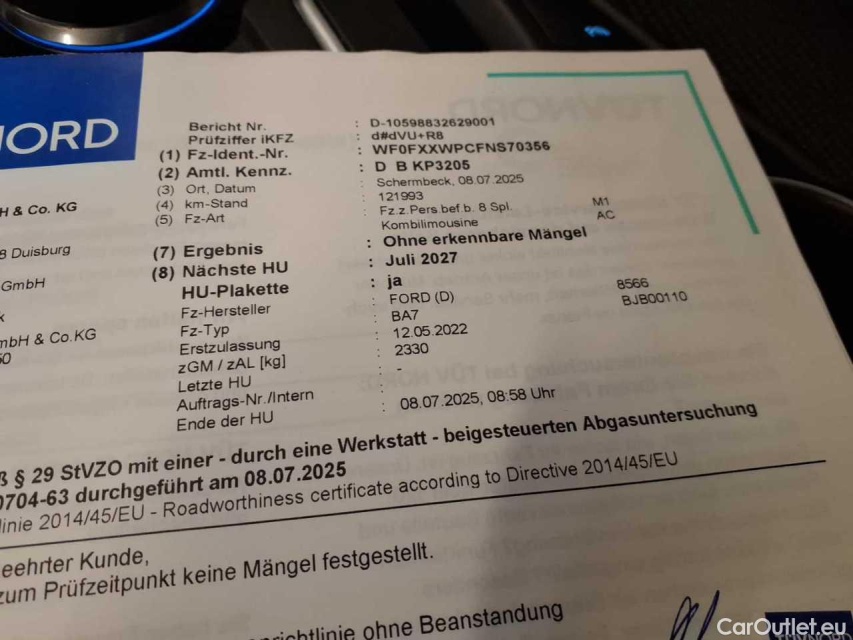 NORD
Bericht Nr. : D-10598832629001
Prüfziffer iKFZ : d#dVU+R8
(1) Fz-Ident.-Nr. : WF0FXXWPCFNS70356
(2) Amtl. Kennz. : D B KP3205
(3) Ort, Datum : Schermbeck, 08.07.2025
(4) km-Stand : 121993
(5) Fz-Art : Fz.z.Pers.bef.b. 8 Spl. M1
Kombilimousine AC
(7) Ergebnis : Ohne erkennbare Mängel
(8) Nächste HU : Juli 2027
HU-Plakette : ja
Fz-Hersteller : FORD (D) 8566
Fz-Typ : BA7 BJB00110
Erstzulassung : 12.05.2022
zGM / zAL [kg] : 2330
Letzte HU : -
Auftrags-Nr./Intern :
Ende der HU : 08.07.2025, 08:58 Uhr
H & Co. KG
8 Duisburg
GmbH
mbH & Co.KG
50
ß § 29 StVZO mit einer - durch eine Werkstatt - beigesteuerten Abgasuntersuchung
0704-63 durchgeführt am 08.07.2025
linie 2014/45/EU - Roadworthiness certificate according to Directive 2014/45/EU
eehrter Kunde,
zum Prüfzeitpunkt keine Mängel festgestellt.
richtlinie ohne Beanstandung
CarOutlet.eu